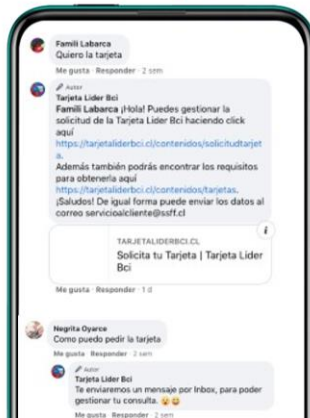 Famili Labarca
Quiero la tarjeta
Me gusta · Responder · 2 sem
Autor
Tarjeta Lider Bci
Famili Labarca ¡Hola! Puedes gestionar la
solicitud de la Tarjeta Lider Bci haciendo click
aquí
https://tarjetaliderbci.cl/contenidos/solicitudtarjet
a.
Además también podrás encontrar los requisitos
para obtenerla aquí
https://tarjetaliderbci.cl/contenidos/tarjetas.
¡Saludos! De igual forma puede enviar los datos al
correo servicioalcliente@ssff.cl
i
TARJETALIDERBCI.CL
Solicita tu Tarjeta | Tarjeta Lider
Bci
Me gusta · Responder · 1 d
Negrita Oyarce
Como puedo pedir la tarjeta
Me gusta Responder 2 sem
Autor
Tarjeta Lider Bci
Te enviaremos un mensaje por Inbox, para poder
gestionar tu consulta. 😉😃
Me gusta · Responder · 2 sem